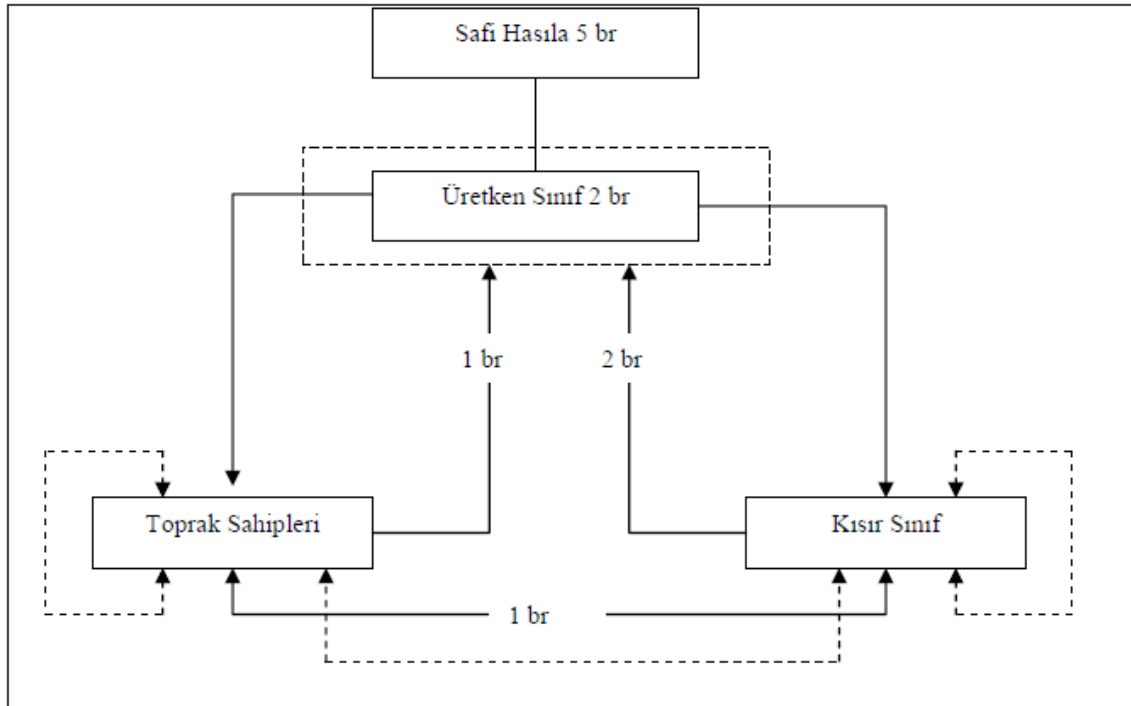 Safi Hasıla 5 br
Üretken Sınıf 2 br
1 br
2 br
Toprak Sahipleri
Kısır Sınıf
1 br